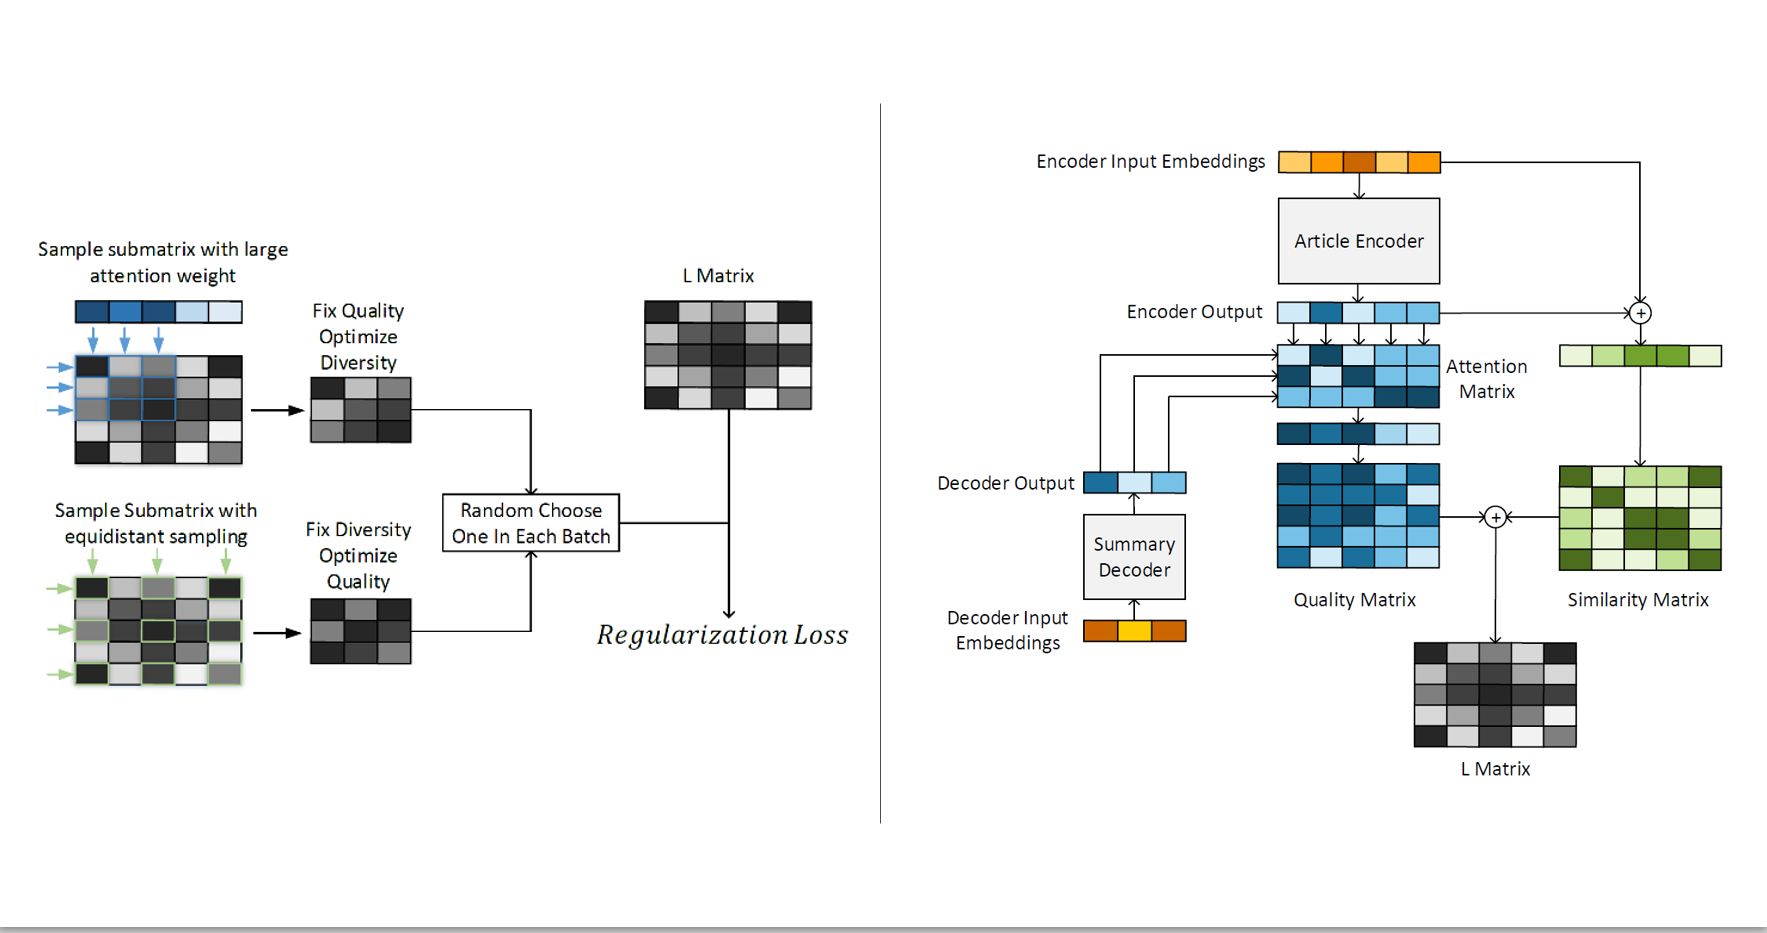 Sample submatrix with large
attention weight
Fix Quality
Optimize
Diversity
L Matrix
Sample Submatrix with
equidistant sampling
Fix Diversity
Optimize
Quality
Random Choose
One In Each Batch
Regularization Loss
Encoder Input Embeddings
Article Encoder
Encoder Output
+
Attention
Matrix
Decoder Output
Summary
Decoder
Decoder Input
Embeddings
+
Quality Matrix
Similarity Matrix
L Matrix